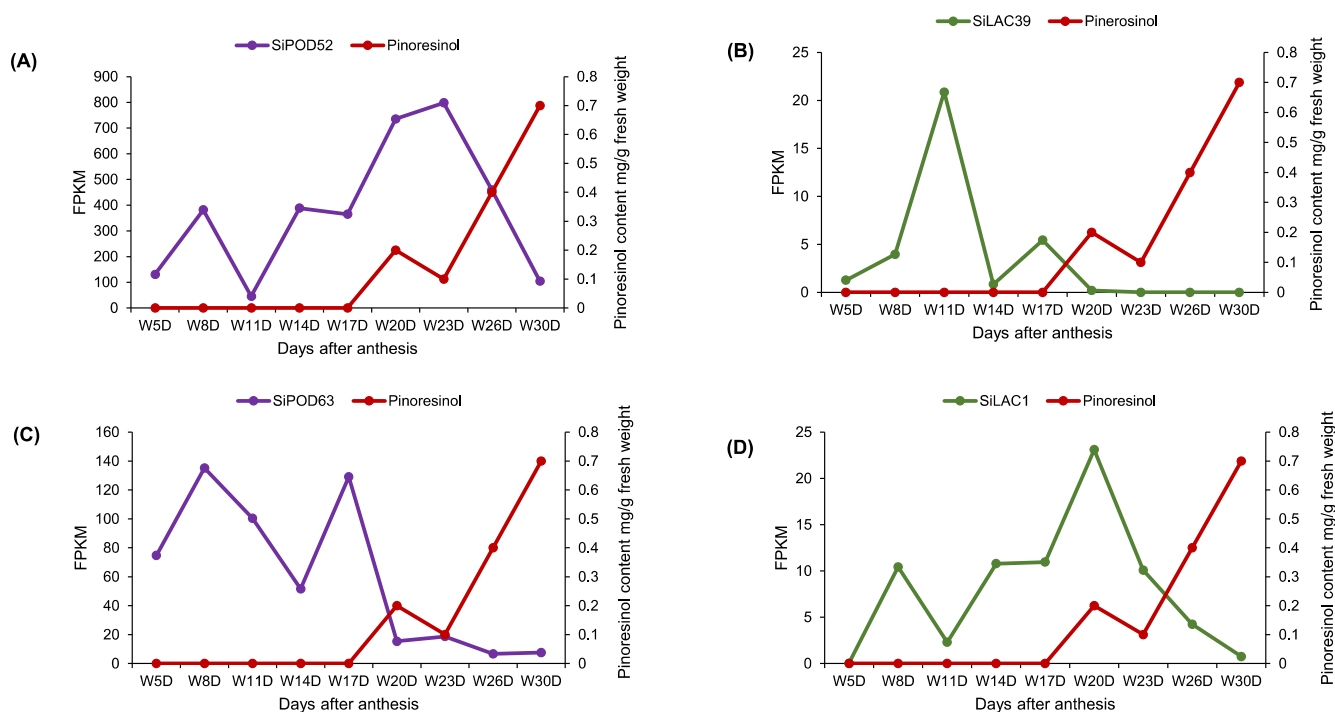 (A)
SiPOD52 Pinoresinol
900 0.8
800 0.7
700 0.6
600 0.5
500 0.4
400 0.3
300 0.2
200 0.1
100 0
0
FPKM
Pinoresinol content mg/g fresh weight
W5D W8D W11D W14D W17D W20D W23D W26D W30D
Days after anthesis
(B)
SiLAC39 Pinerosinol
25 0.8
20 0.7
15 0.6
10 0.5
5 0.4
0 0.3
0.2
0.1
0
FPKM
Pinoresinol content mg/g fresh weight
W5D W8D W11D W14D W17D W20D W23D W26D W30D
Days after anthesis
(C)
SiPOD63 Pinoresinol
160 0.8
140 0.7
120 0.6
100 0.5
80 0.4
60 0.3
40 0.2
20 0.1
0 0
FPKM
Pinoresinol content mg/g fresh weight
W5D W8D W11D W14D W17D W20D W23D W26D W30D
Days after anthesis
(D)
SiLAC1 Pinoresinol
25 0.8
20 0.7
15 0.6
10 0.5
5 0.4
0 0.3
0.2
0.1
0
FPKM
Pinoresinol content mg/g fresh weight
W5D W8D W11D W14D W17D W20D W23D W26D W30D
Days after anthesis